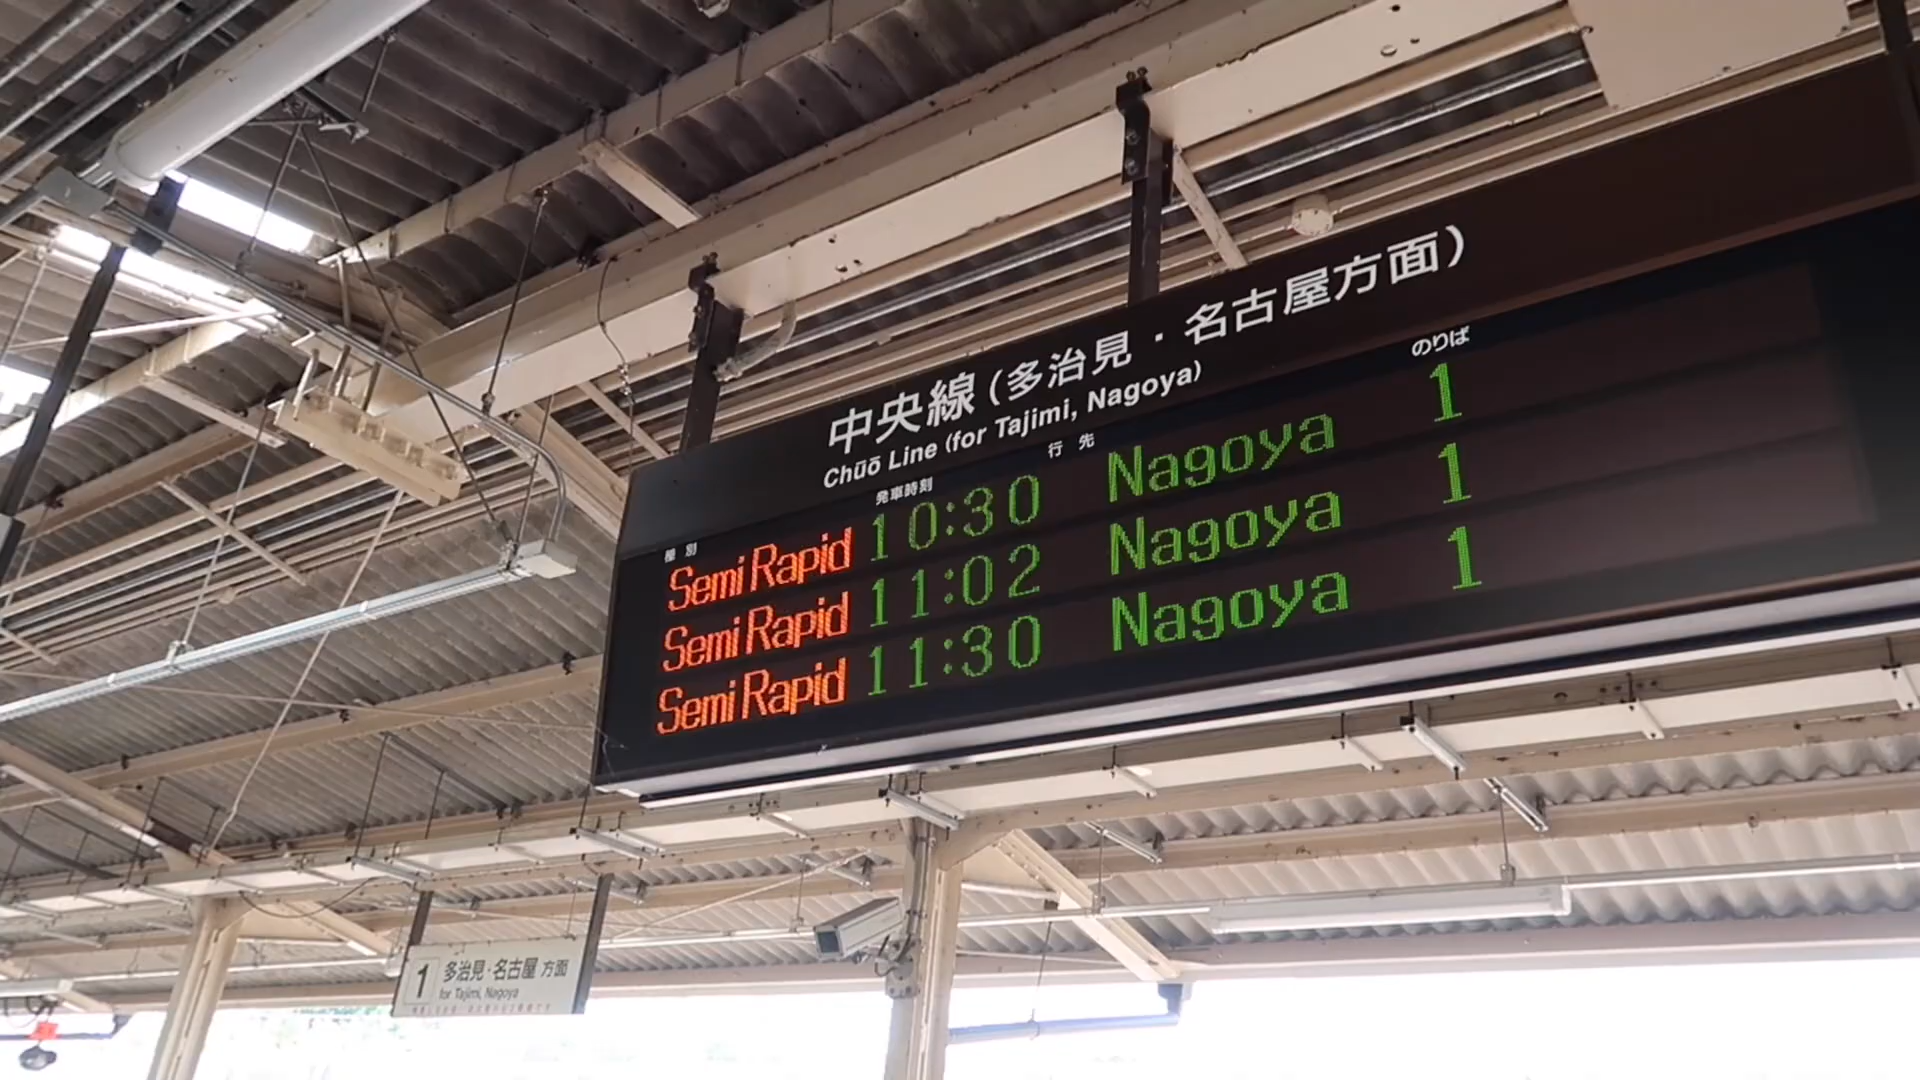 中央線(多治見・名古屋方面)
Chūō Line (for Tajimi, Nagoya)
種別 発車時刻 行先 のりば
Semi Rapid 10:30 Nagoya 1
Semi Rapid 11:02 Nagoya 1
Semi Rapid 11:30 Nagoya 1
1 多治見・名古屋 方面
for Tajimi, Nagoya